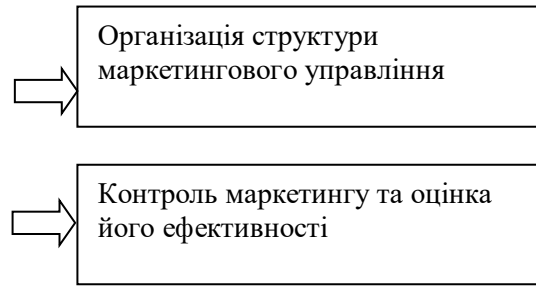 Організація структури
маркетингового управління
Контроль маркетингу та оцінка
його ефективності